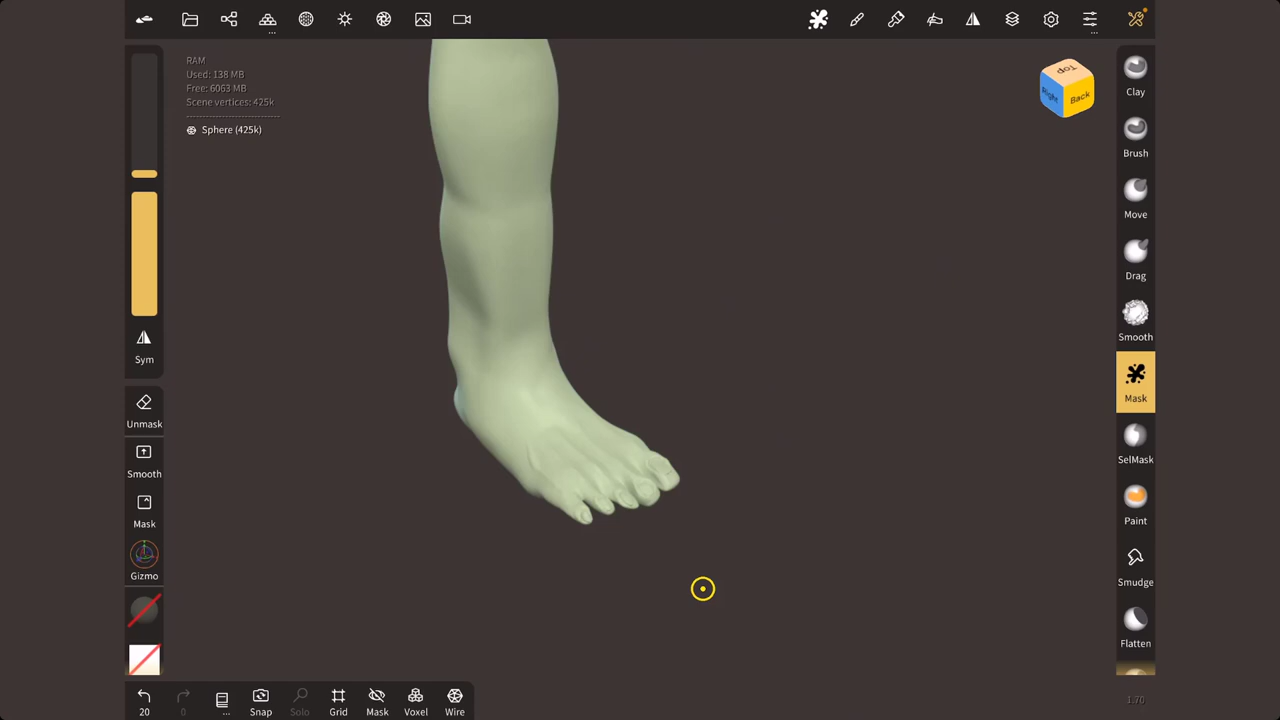 RAM
Used: 138 MB
Free: 6063 MB
Scene vertices: 425k
Sphere (425k)
Top
Right
Back
Sym
Unmask
Smooth
Mask
Gizmo
Clay
Brush
Move
Drag
Smooth
Mask
SelMask
Paint
Smudge
Flatten
20
0
...
Snap
Solo
Grid
Mask
Voxel
Wire
1.70